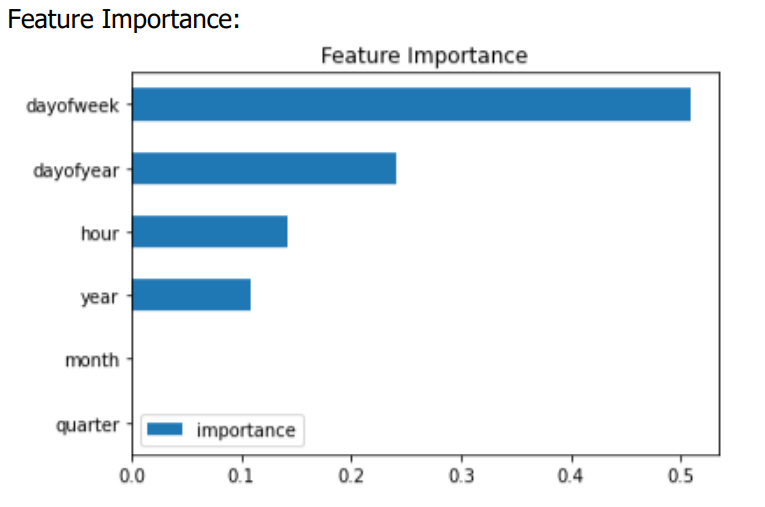 Feature Importance:
Feature Importance
dayofweek
dayofyear
hour
year
month
quarter
importance
0.0 0.1 0.2 0.3 0.4 0.5